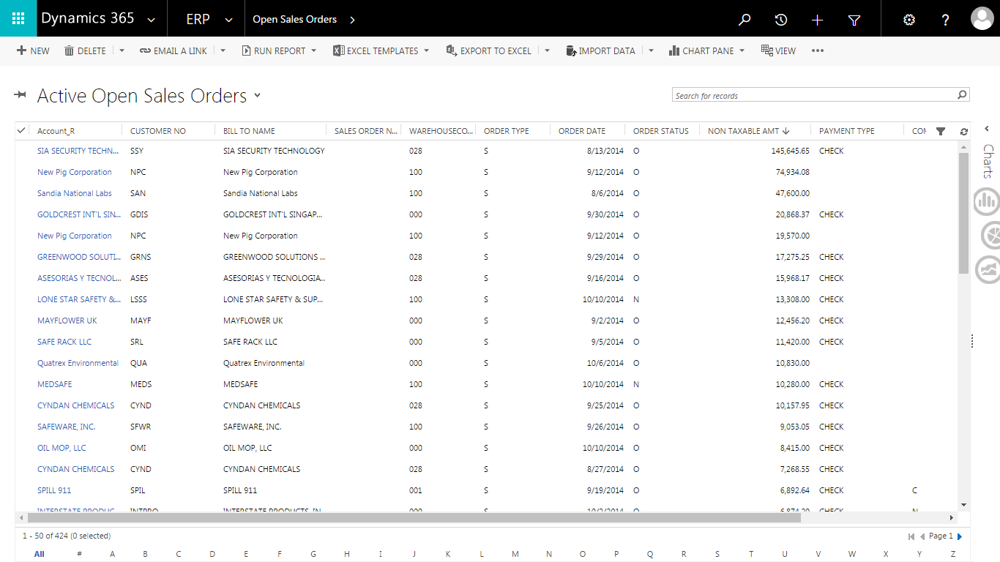 Dynamics 365 ERP Open Sales Orders
NEW DELETE EMAIL A LINK RUN REPORT EXCEL TEMPLATES EXPORT TO EXCEL IMPORT DATA CHART PANE VIEW •••
Active Open Sales Orders Search for records
Account_R CUSTOMER NO BILL TO NAME SALES ORDER N... WAREHOUSECO... ORDER TYPE ORDER DATE ORDER STATUS NON TAXABLE AMT PAYMENT TYPE COM
Charts
SIA SECURITY TECHN... SSY SIA SECURITY TECHNOLOGY 028 S 8/13/2014 O 145,645.65 CHECK
New Pig Corporation NPC New Pig Corporation 100 S 9/12/2014 O 74,934.08
Sandia National Labs SAN Sandia National Labs 100 S 8/6/2014 O 47,600.00
GOLDCREST INT'L SIN... GDIS GOLDCREST INT'L SINGAP... 000 S 9/30/2014 O 20,868.37 CHECK
New Pig Corporation NPC New Pig Corporation 100 S 9/12/2014 O 19,570.00
GREENWOOD SOLUTI... GRNS GREENWOOD SOLUTIONS ... 028 S 9/29/2014 O 17,275.25 CHECK
ASESORIAS Y TECNOL... ASES ASESORIAS Y TECNOLOGIA... 028 S 9/16/2014 O 15,968.17 CHECK
LONE STAR SAFETY &... LSSS LONE STAR SAFETY & SUP... 100 S 10/10/2014 N 13,308.00 CHECK
MAYFLOWER UK MAYF MAYFLOWER UK 000 S 9/2/2014 O 12,456.20 CHECK
SAFE RACK LLC SRL SAFE RACK LLC 000 S 9/5/2014 O 11,420.00 CHECK
Quatrex Environmental QUA Quatrex Environmental 000 S 10/6/2014 O 10,830.00
MEDSAFE MEDS MEDSAFE 100 S 10/10/2014 N 10,280.00 CHECK
CYNDAN CHEMICALS CYND CYNDAN CHEMICALS 028 S 9/25/2014 O 10,157.95 CHECK
SAFEWARE, INC. SFWR SAFEWARE, INC. 100 S 9/26/2014 O 9,053.05 CHECK
OIL MOP, LLC OMI OIL MOP, LLC 000 S 10/10/2014 O 8,415.00 CHECK
CYNDAN CHEMICALS CYND CYNDAN CHEMICALS 028 S 8/27/2014 O 7,268.55 CHECK
SPILL 911 SPIL SPILL 911 001 S 9/19/2014 O 6,892.64 CHECK C
INTERSTATE PRODUC... INTPRO INTERSTATE PRODUCTS, IN... 000 S 10/2/2014 O 6,874.20 CHECK N
1 - 50 of 424 (0 selected) Page 1
All # A B C D E F G H I J K L M N O P Q R S T U V W X Y Z